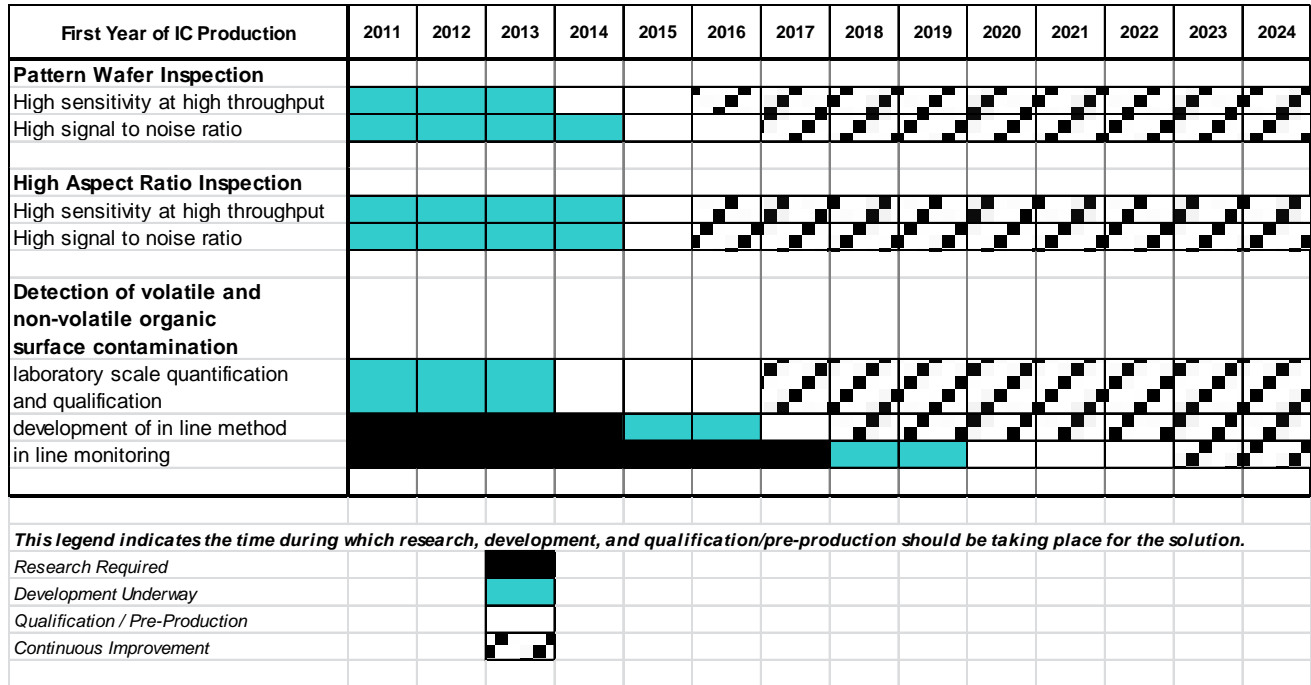 First Year of IC Production 2011 2012 2013 2014 2015 2016 2017 2018 2019 2020 2021 2022 2023 2024
Pattern Wafer Inspection
High sensitivity at high throughput
High signal to noise ratio
High Aspect Ratio Inspection
High sensitivity at high throughput
High signal to noise ratio
Detection of volatile and
non-volatile organic
surface contamination
laboratory scale quantification
and qualification
development of in line method
in line monitoring
This legend indicates the time during which research, development, and qualification/pre-production should be taking place for the solution.
Research Required
Development Underway
Qualification / Pre-Production
Continuous Improvement